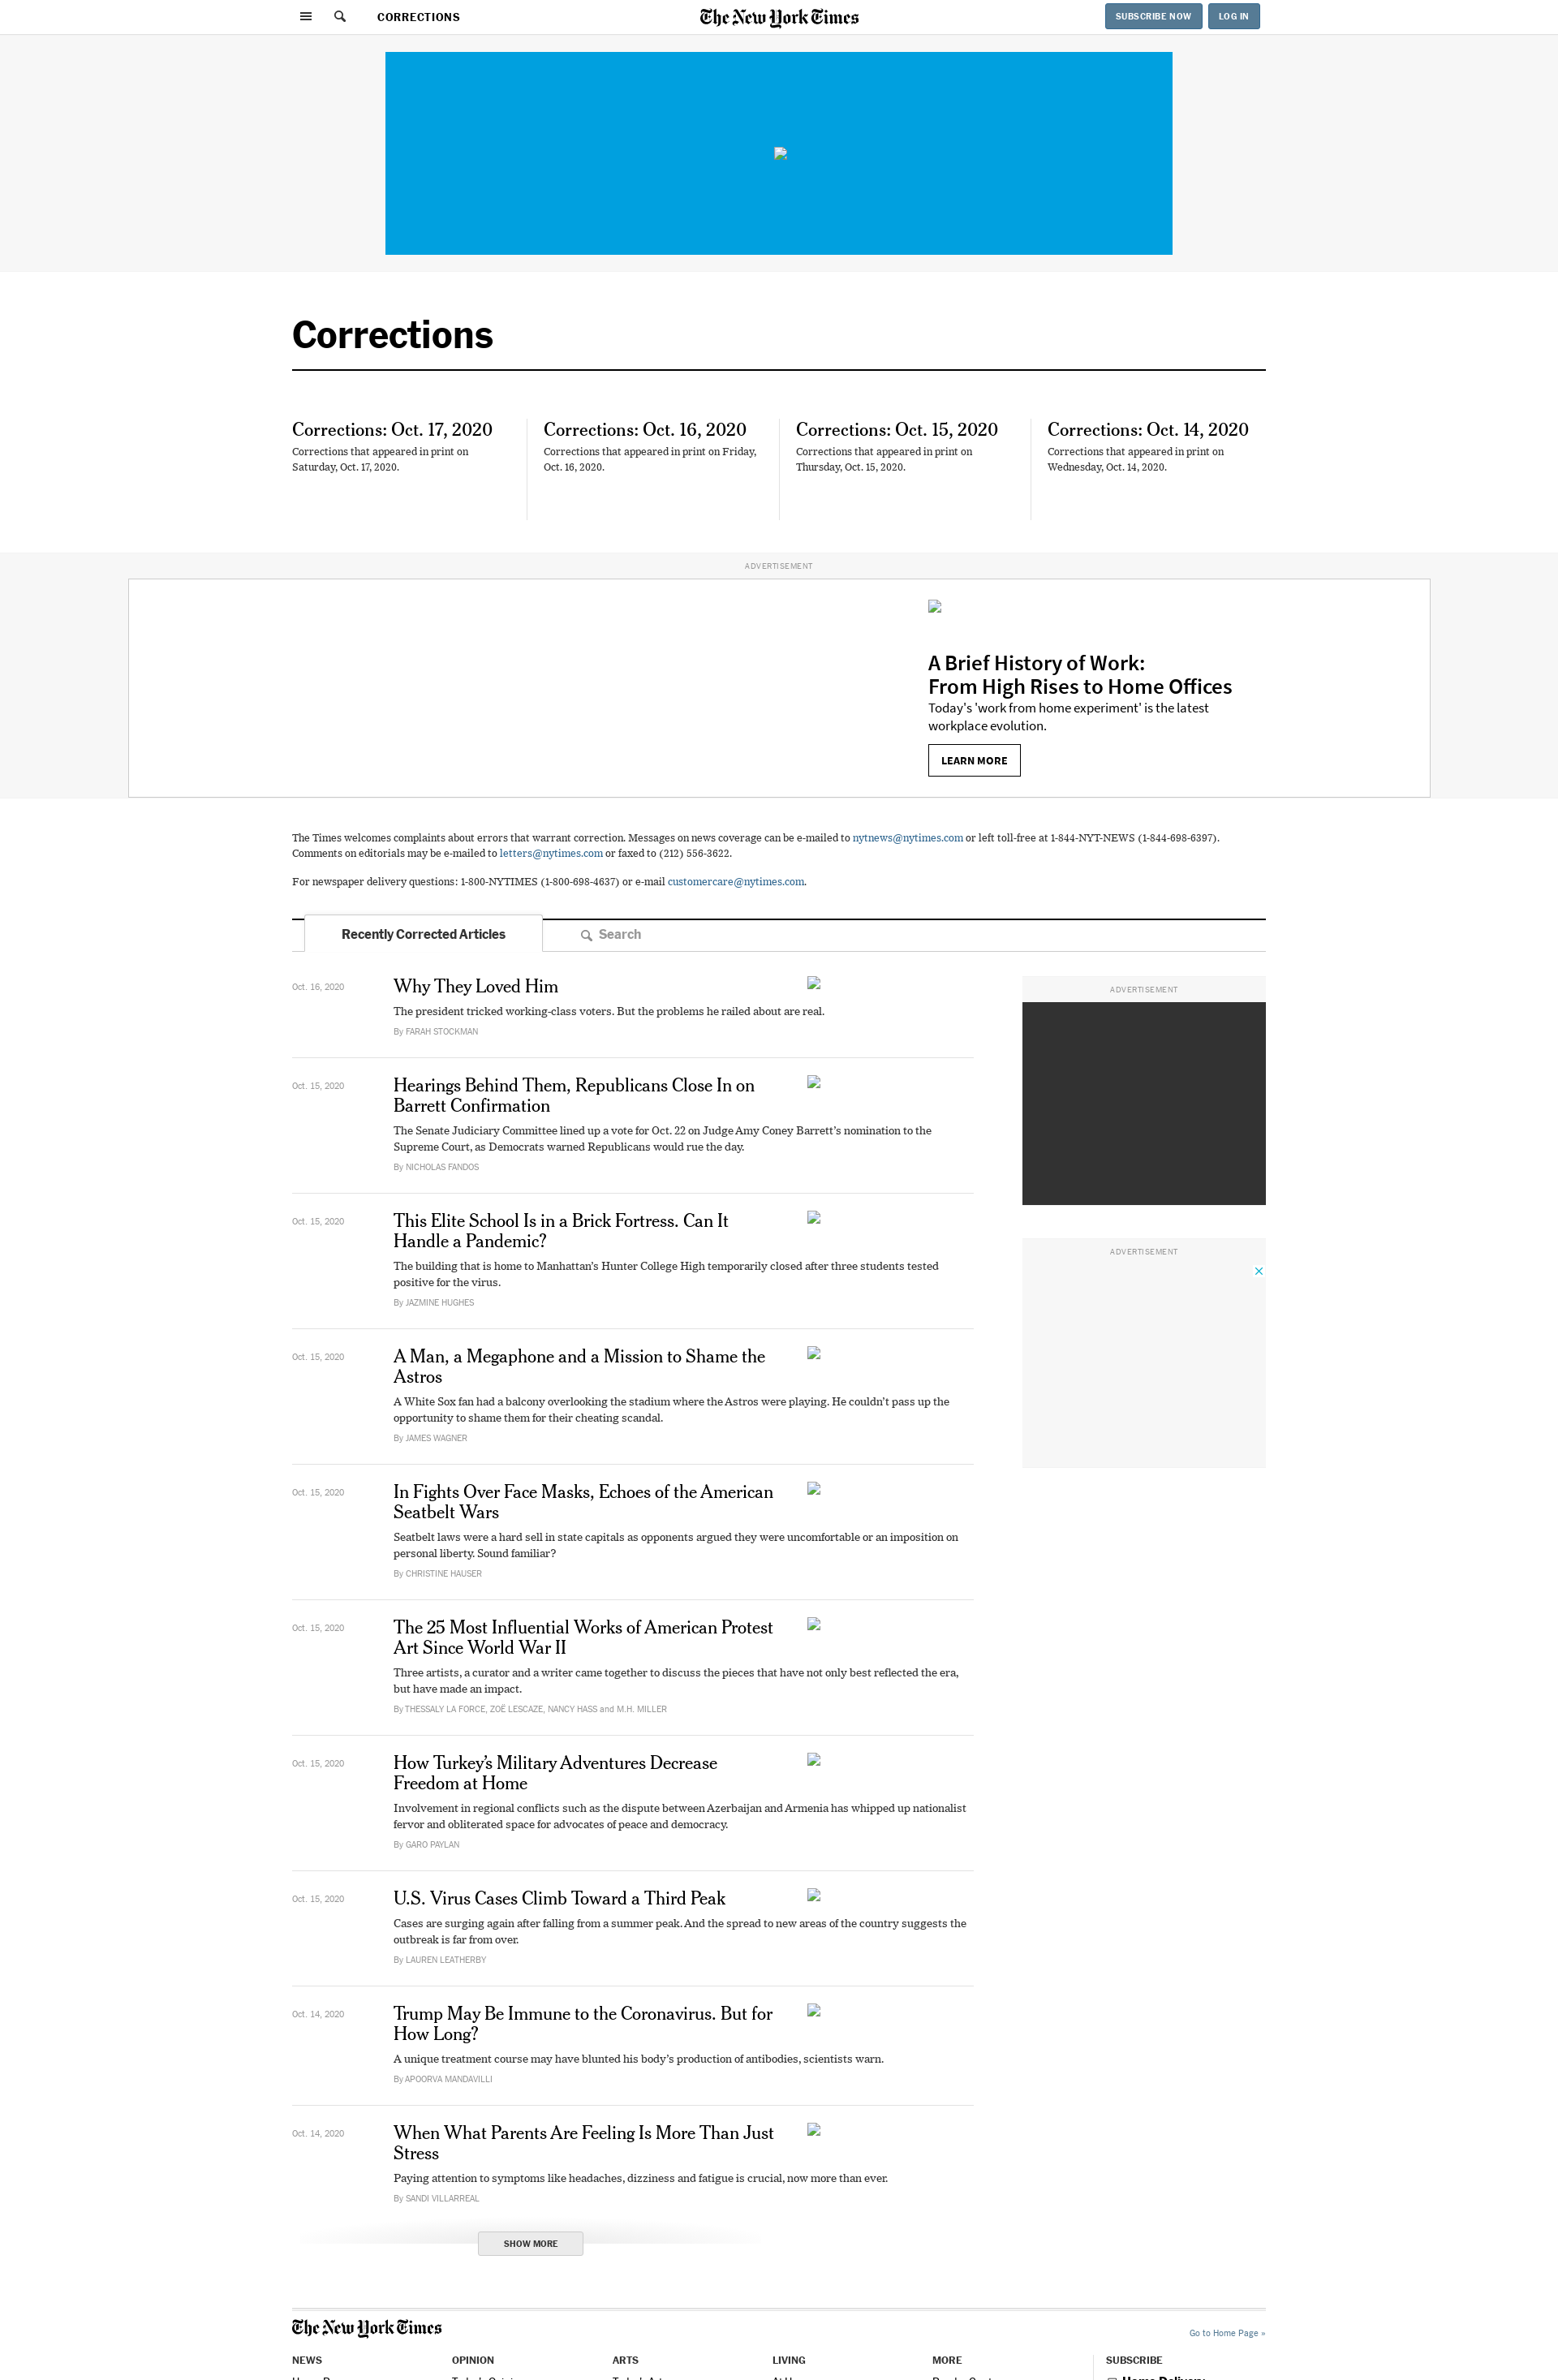 CORRECTIONS
The New York Times
SUBSCRIBE NOW
LOG IN
Corrections
Corrections: Oct. 17, 2020
Corrections that appeared in print on
Saturday, Oct. 17, 2020.
Corrections: Oct. 16, 2020
Corrections that appeared in print on Friday,
Oct. 16, 2020.
Corrections: Oct. 15, 2020
Corrections that appeared in print on
Thursday, Oct. 15, 2020.
Corrections: Oct. 14, 2020
Corrections that appeared in print on
Wednesday, Oct. 14, 2020.
ADVERTISEMENT
A Brief History of Work:
From High Rises to Home Offices
Today's 'work from home experiment' is the latest
workplace evolution.
LEARN MORE
The Times welcomes complaints about errors that warrant correction. Messages on news coverage can be e-mailed to nytnews@nytimes.com or left toll-free at 1-844-NYT-NEWS (1-844-698-6397).
Comments on editorials may be e-mailed to letters@nytimes.com or faxed to (212) 556-3622.
For newspaper delivery questions: 1-800-NYTIMES (1-800-698-4637) or e-mail customercare@nytimes.com.
Recently Corrected Articles
Search
Oct. 16, 2020
Why They Loved Him
The president tricked working-class voters. But the problems he railed about are real.
By FARAH STOCKMAN
Oct. 15, 2020
Hearings Behind Them, Republicans Close In on
Barrett Confirmation
The Senate Judiciary Committee lined up a vote for Oct. 22 on Judge Amy Coney Barrett's nomination to the
Supreme Court, as Democrats warned Republicans would rue the day.
By NICHOLAS FANDOS
Oct. 15, 2020
This Elite School Is in a Brick Fortress. Can It
Handle a Pandemic?
The building that is home to Manhattan's Hunter College High temporarily closed after three students tested
positive for the virus.
By JAZMINE HUGHES
Oct. 15, 2020
A Man, a Megaphone and a Mission to Shame the
Astros
A White Sox fan had a balcony overlooking the stadium where the Astros were playing. He couldn't pass up the
opportunity to shame them for their cheating scandal.
By JAMES WAGNER
Oct. 15, 2020
In Fights Over Face Masks, Echoes of the American
Seatbelt Wars
Seatbelt laws were a hard sell in state capitals as opponents argued they were uncomfortable or an imposition on
personal liberty. Sound familiar?
By CHRISTINE HAUSER
Oct. 15, 2020
The 25 Most Influential Works of American Protest
Art Since World War II
Three artists, a curator and a writer came together to discuss the pieces that have not only best reflected the era,
but have made an impact.
By THESSALY LA FORCE, ZOË LESCAZE, NANCY HASS and M.H. MILLER
Oct. 15, 2020
How Turkey's Military Adventures Decrease
Freedom at Home
Involvement in regional conflicts such as the dispute between Azerbaijan and Armenia has whipped up nationalist
fervor and obliterated space for advocates of peace and democracy.
By GARO PAYLAN
Oct. 15, 2020
U.S. Virus Cases Climb Toward a Third Peak
Cases are surging again after falling from a summer peak. And the spread to new areas of the country suggests the
outbreak is far from over.
By LAUREN LEATHERBY
Oct. 14, 2020
Trump May Be Immune to the Coronavirus. But for
How Long?
A unique treatment course may have blunted his body's production of antibodies, scientists warn.
By APOORVA MANDAVILLI
Oct. 14, 2020
When What Parents Are Feeling Is More Than Just
Stress
Paying attention to symptoms like headaches, dizziness and fatigue is crucial, now more than ever.
By SANDI VILLARREAL
SHOW MORE
ADVERTISEMENT
ADVERTISEMENT
The New York Times
Go to Home Page »
NEWS
OPINION
ARTS
LIVING
MORE
SUBSCRIBE